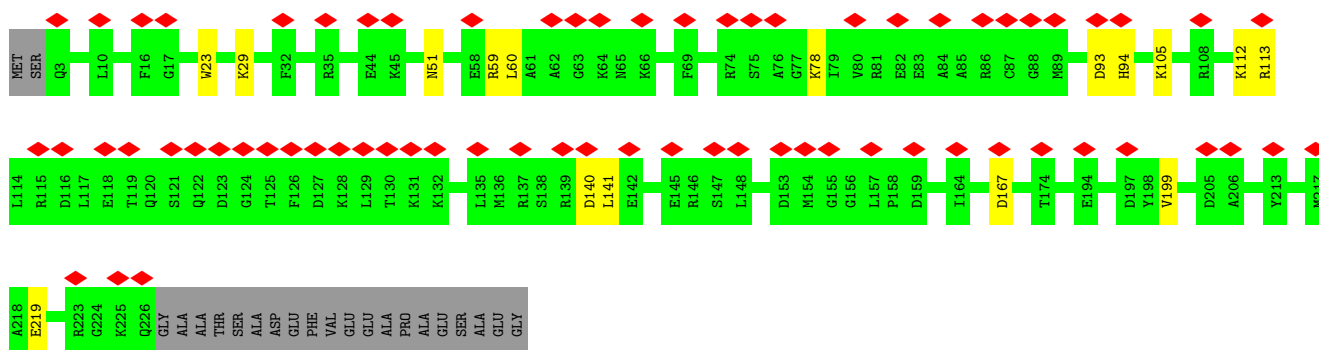 MET SER Q3 L10 F16 G17 W23 K29 F32 R35 E44 K45 N51 E58 R59 L60 A61 A62 G63 K64 N65 K66 F69 R74 S75 A76 G77 K78 I79 V80 R81 E82 E83 A84 A85 R86 C87 G88 M89 D93 H94 K105 R108 K112 R113
L114 R115 D116 L117 E118 T119 Q120 S121 Q122 D123 G124 T125 F126 D127 K128 L129 T130 K131 K132 L135 M136 R137 S138 R139 D140 L141 E142 E145 R146 S147 L148 D153 M154 G155 G156 L157 P158 D159 I164 D167 T174 E194 D197 Y198 V199 D205 A206 Y213 M217
A218 E219 R223 G224 K225 Q226 GLY ALA ALA THR SER ALA ASP GLU PHE VAL GLU GLU ALA PRO ALA GLU SER ALA GLU GLY